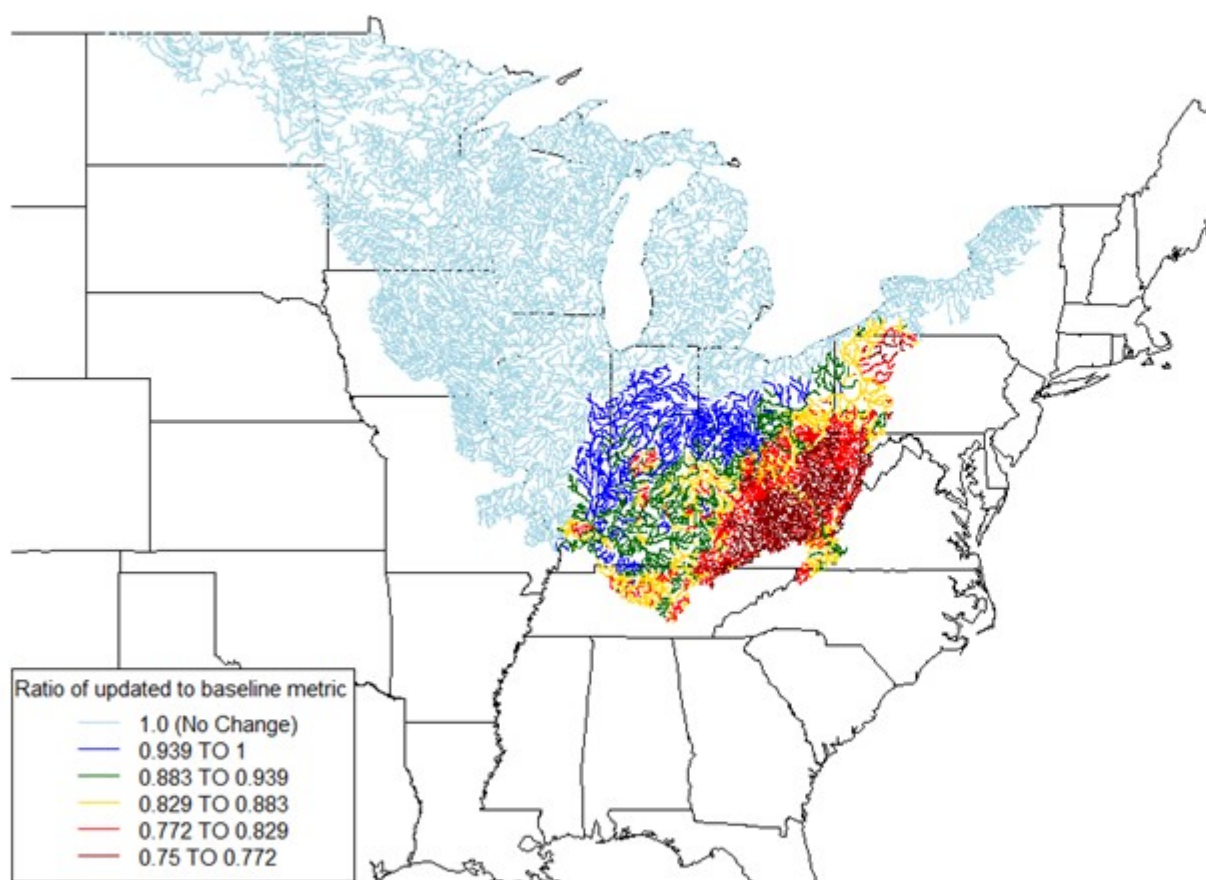 Ratio of updated to baseline metric
1.0 (No Change)
0.939 TO 1
0.883 TO 0.939
0.829 TO 0.883
0.772 TO 0.829
0.75 TO 0.772